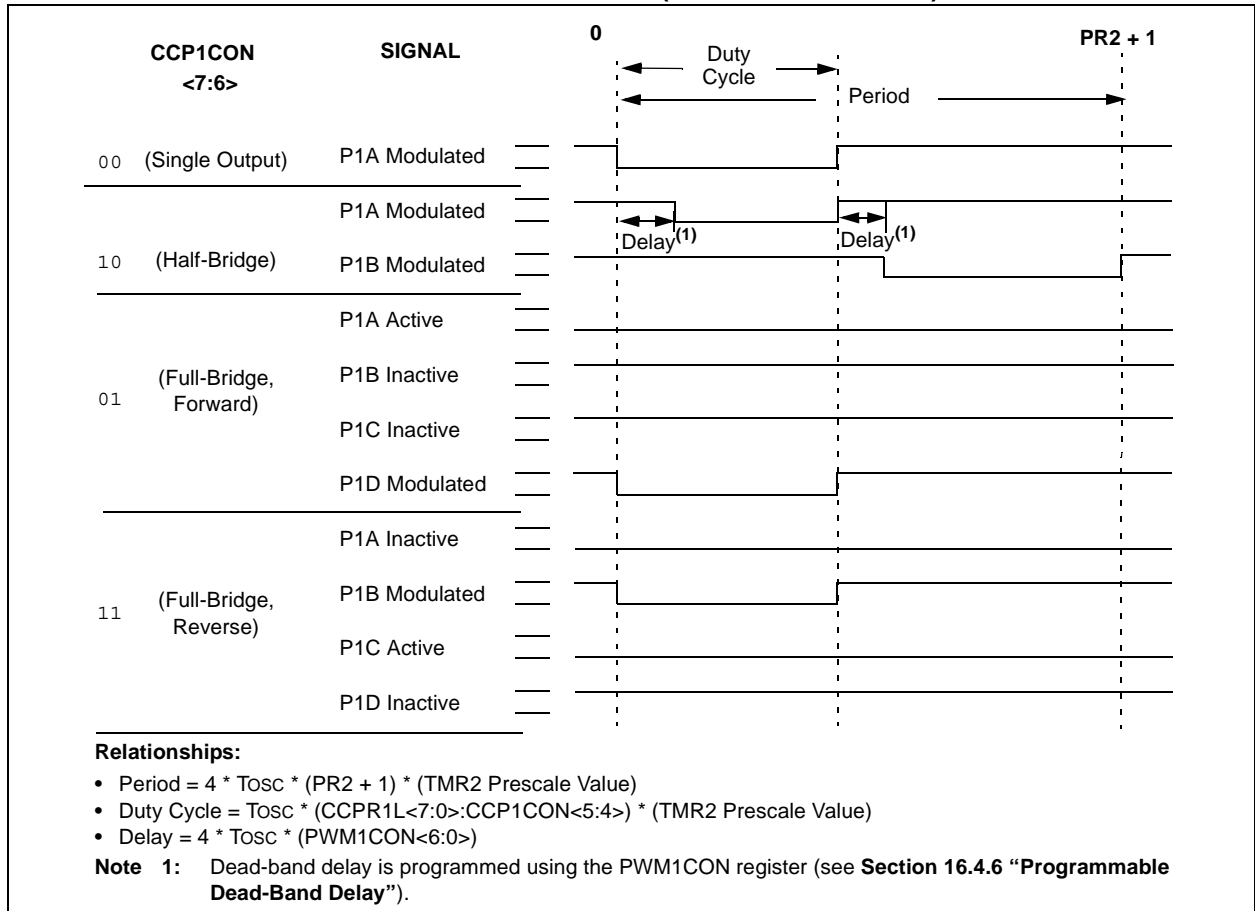 0
PR2 + 1
CCP1CON
<7:6>
SIGNAL
Duty
Cycle
Period
00 (Single Output) P1A Modulated
P1A Modulated
Delay(1) Delay(1)
10 (Half-Bridge) P1B Modulated
P1A Active
01 (Full-Bridge,
Forward)
P1B Inactive
P1C Inactive
P1D Modulated
P1A Inactive
11 (Full-Bridge,
Reverse)
P1B Modulated
P1C Active
P1D Inactive
Relationships:
• Period = 4 * TOSC * (PR2 + 1) * (TMR2 Prescale Value)
• Duty Cycle = TOSC * (CCPR1L<7:0>:CCP1CON<5:4>) * (TMR2 Prescale Value)
• Delay = 4 * TOSC * (PWM1CON<6:0>)
Note 1: Dead-band delay is programmed using the PWM1CON register (see Section 16.4.6 “Programmable
Dead-Band Delay”).